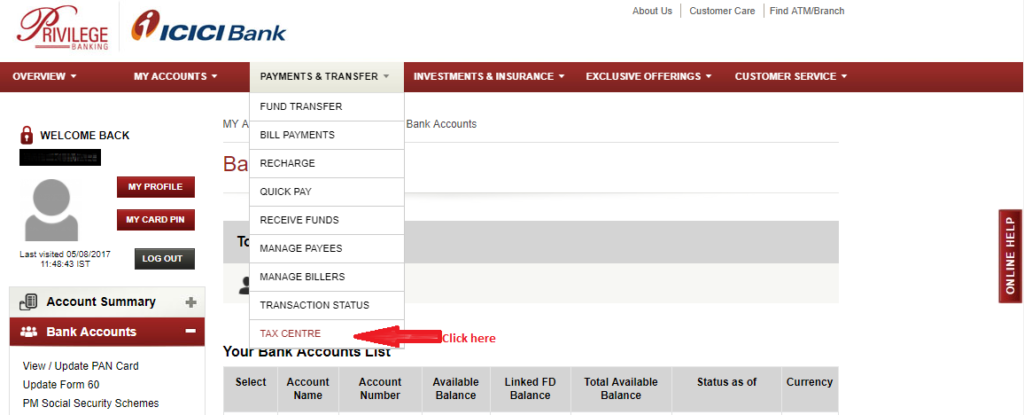 About Us | Customer Care | Find ATM/Branch
PRIVILEGE
BANKING
ICICI Bank
OVERVIEW MY ACCOUNTS PAYMENTS & TRANSFER INVESTMENTS & INSURANCE EXCLUSIVE OFFERINGS CUSTOMER SERVICE
FUND TRANSFER
BILL PAYMENTS
RECHARGE
QUICK PAY
RECEIVE FUNDS
MANAGE PAYEES
MANAGE BILLERS
TRANSACTION STATUS
TAX CENTRE
Click here
WELCOME BACK
MY PROFILE
MY CARD PIN
Last visited 05/08/2017
11:48:43 IST
LOG OUT
Account Summary
Bank Accounts
View / Update PAN Card
Update Form 60
PM Social Security Schemes
MY A
Bank Accounts
Ba
To
Your Bank Accounts List
Select
Account
Name
Account
Number
Available
Balance
Linked FD
Balance
Total Available
Balance
Status as of
Currency
ONLINE HELP